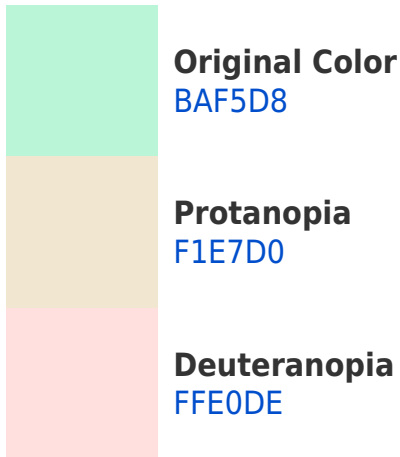 Original Color
BAF5D8
Protanopia
F1E7D0
Deuteranopia
FFE0DE